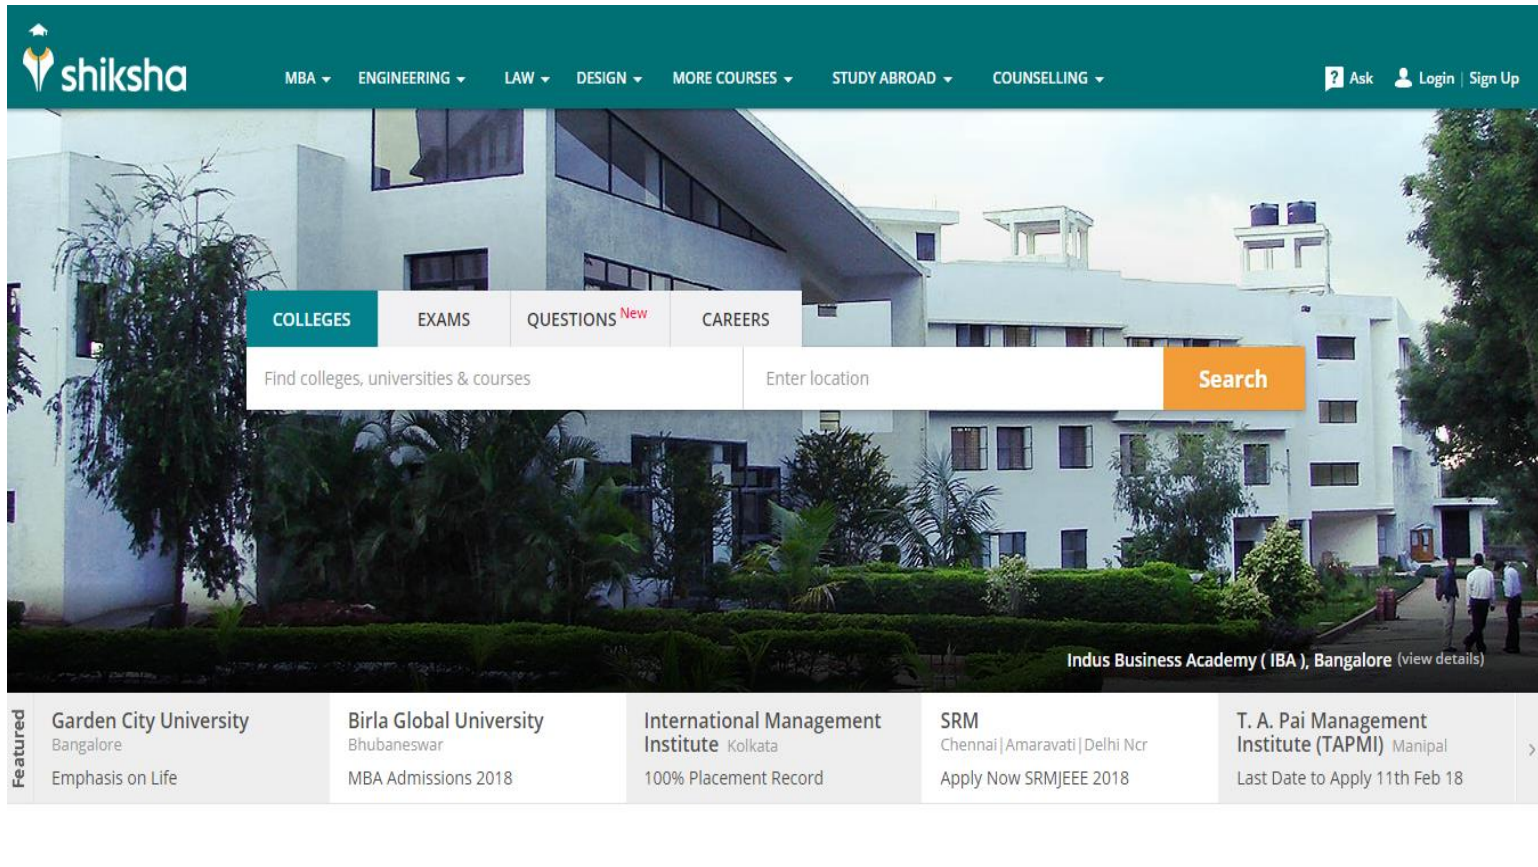 shiksha
MBA ENGINEERING LAW DESIGN MORE COURSES STUDY ABROAD COUNSELLING
? Ask Login | Sign Up
COLLEGES EXAMS QUESTIONS New CAREERS
Find colleges, universities & courses Enter location Search
Indus Business Academy ( IBA ), Bangalore (view details)
Featured
Garden City University
Bangalore
Emphasis on Life
Birla Global University
Bhubaneswar
MBA Admissions 2018
International Management
Institute Kolkata
100% Placement Record
SRM
Chennai|Amaravati|Delhi Ncr
Apply Now SRMJEEE 2018
T. A. Pai Management
Institute (TAPMI) Manipal
Last Date to Apply 11th Feb 18